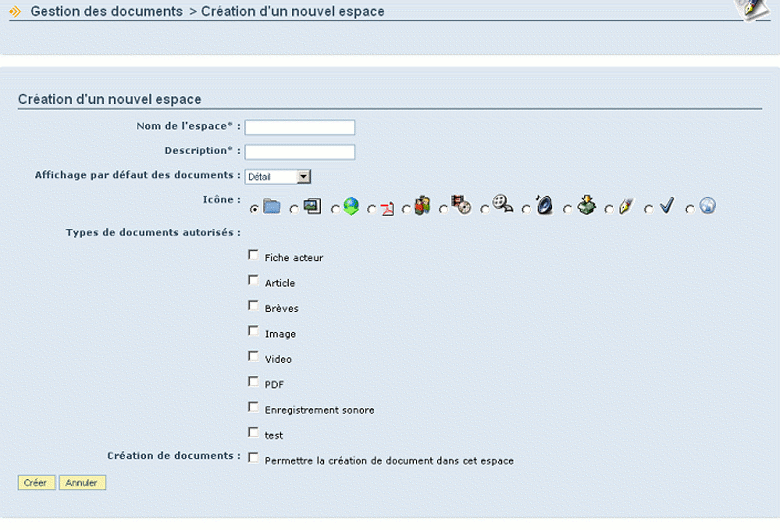 Gestion des documents > Création d'un nouvel espace
Création d'un nouvel espace
Nom de l'espace* :
Description* :
Affichage par défaut des documents : Détail
Icône :
Types de documents autorisés :
Fiche acteur
Article
Brèves
Image
Video
PDF
Enregistrement sonore
test
Création de documents : Permettre la création de document dans cet espace
Créer Annuler